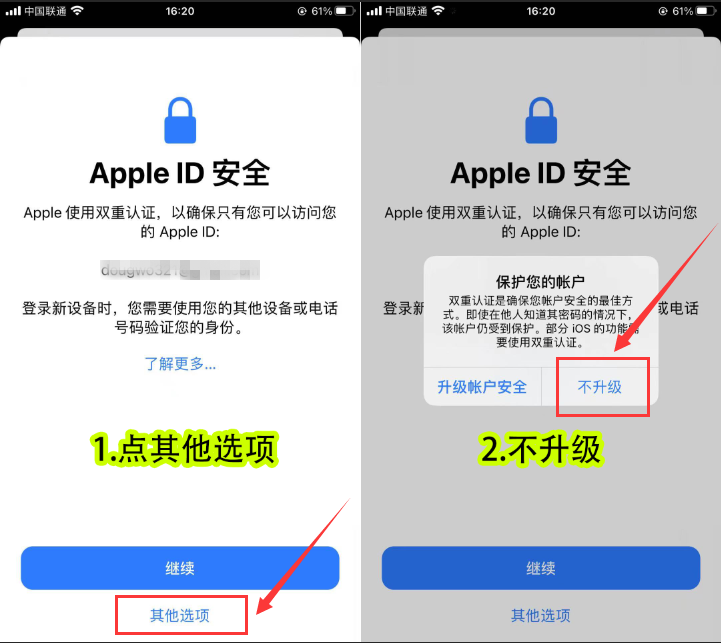 中国联通
16:20
61%
Apple ID 安全
Apple 使用双重认证，以确保只有您可以访问您
的 Apple ID:
登录新设备时，您需要使用您的其他设备或电话
号码验证您的身份。
了解更多...
1.点其他选项
继续
其他选项
中国联通
16:20
61%
Apple ID 安全
Apple 使用双重认证，以确保只有您可以访问您
的 Apple ID:
保护您的帐户
双重认证是确保您帐户安全的最佳方
式。即使在他人知道其密码的情况下，
该帐户仍受到保护。部分 iOS 的功能需
要使用双重认证。
登录新
或电话
升级帐户安全
不升级
2.不升级
继续
其他选项